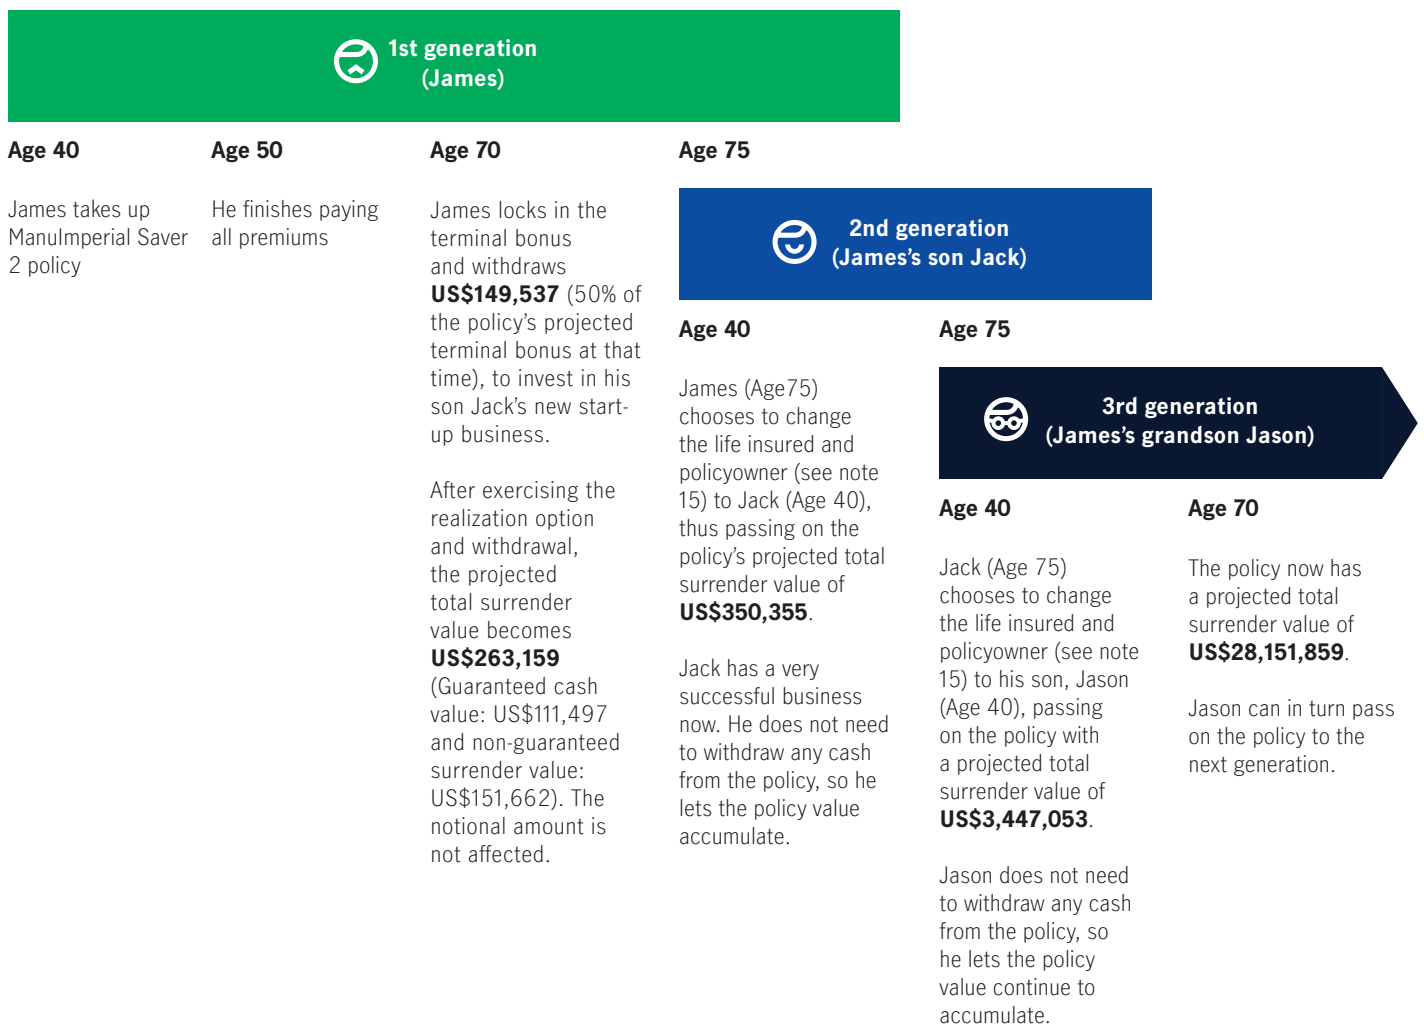 1st generation
(James)
Age 40
James takes up
ManuImperial Saver
2 policy
Age 50
He finishes paying
all premiums
Age 70
James locks in the
terminal bonus
and withdraws
US$149,537 (50% of
the policy’s projected
terminal bonus at that
time), to invest in his
son Jack’s new start-
up business.
After exercising the
realization option
and withdrawal,
the projected
total surrender
value becomes
US$263,159
(Guaranteed cash
value: US$111,497
and non-guaranteed
surrender value:
US$151,662). The
notional amount is
not affected.
Age 75
2nd generation
(James’s son Jack)
Age 40
James (Age75)
chooses to change
the life insured and
policyowner (see note
15) to Jack (Age 40),
thus passing on the
policy’s projected total
surrender value of
US$350,355.
Jack has a very
successful business
now. He does not need
to withdraw any cash
from the policy, so he
lets the policy value
accumulate.
Age 75
3rd generation
(James’s grandson Jason)
Age 40
Jack (Age 75)
chooses to change
the life insured and
policyowner (see note
15) to his son, Jason
(Age 40), passing
on the policy with
a projected total
surrender value of
US$3,447,053.
Jason does not need
to withdraw any cash
from the policy, so
he lets the policy
value continue to
accumulate.
Age 70
The policy now has
a projected total
surrender value of
US$28,151,859.
Jason can in turn pass
on the policy to the
next generation.